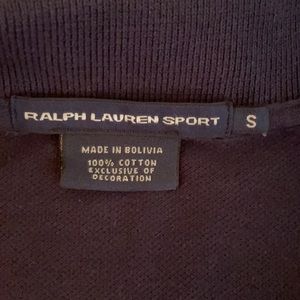 RALPH LAUREN SPORT S
MADE IN BOLIVIA
100% COTTON
EXCLUSIVE OF
DECORATION